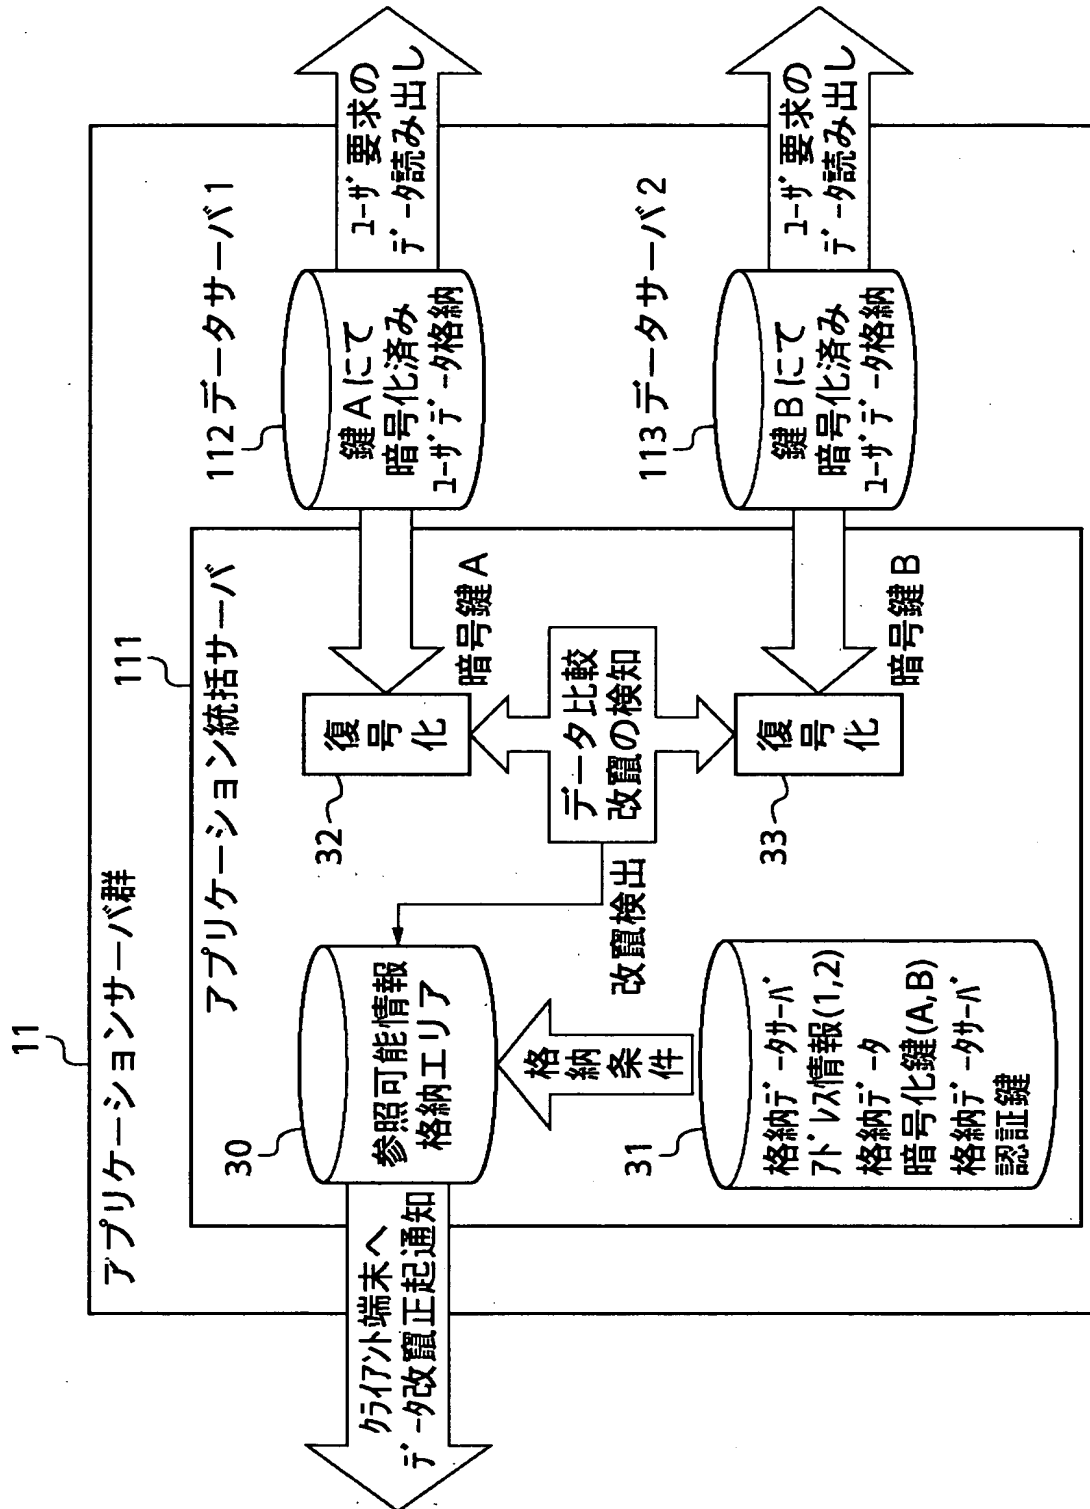 11
アプリケーションサーバ群
111
アプリケーション統括サーバ
クライアント端末へ
データ改竄正起通知
30
参照可能情報
格納エリア
格納条件
31
格納データサーバ
アドレス情報(1,2)
格納データ
暗号化鍵(A,B)
格納データサーバ
認証鍵
改竄検出
データ比較
改竄の検知
32
復号化
暗号鍵A
33
復号化
暗号鍵B
112データサーバ1
鍵Aにて
暗号化済み
ユーザデータ格納
ユーザ要求の
データ読み出し
113データサーバ2
鍵Bにて
暗号化済み
ユーザデータ格納
ユーザ要求の
データ読み出し